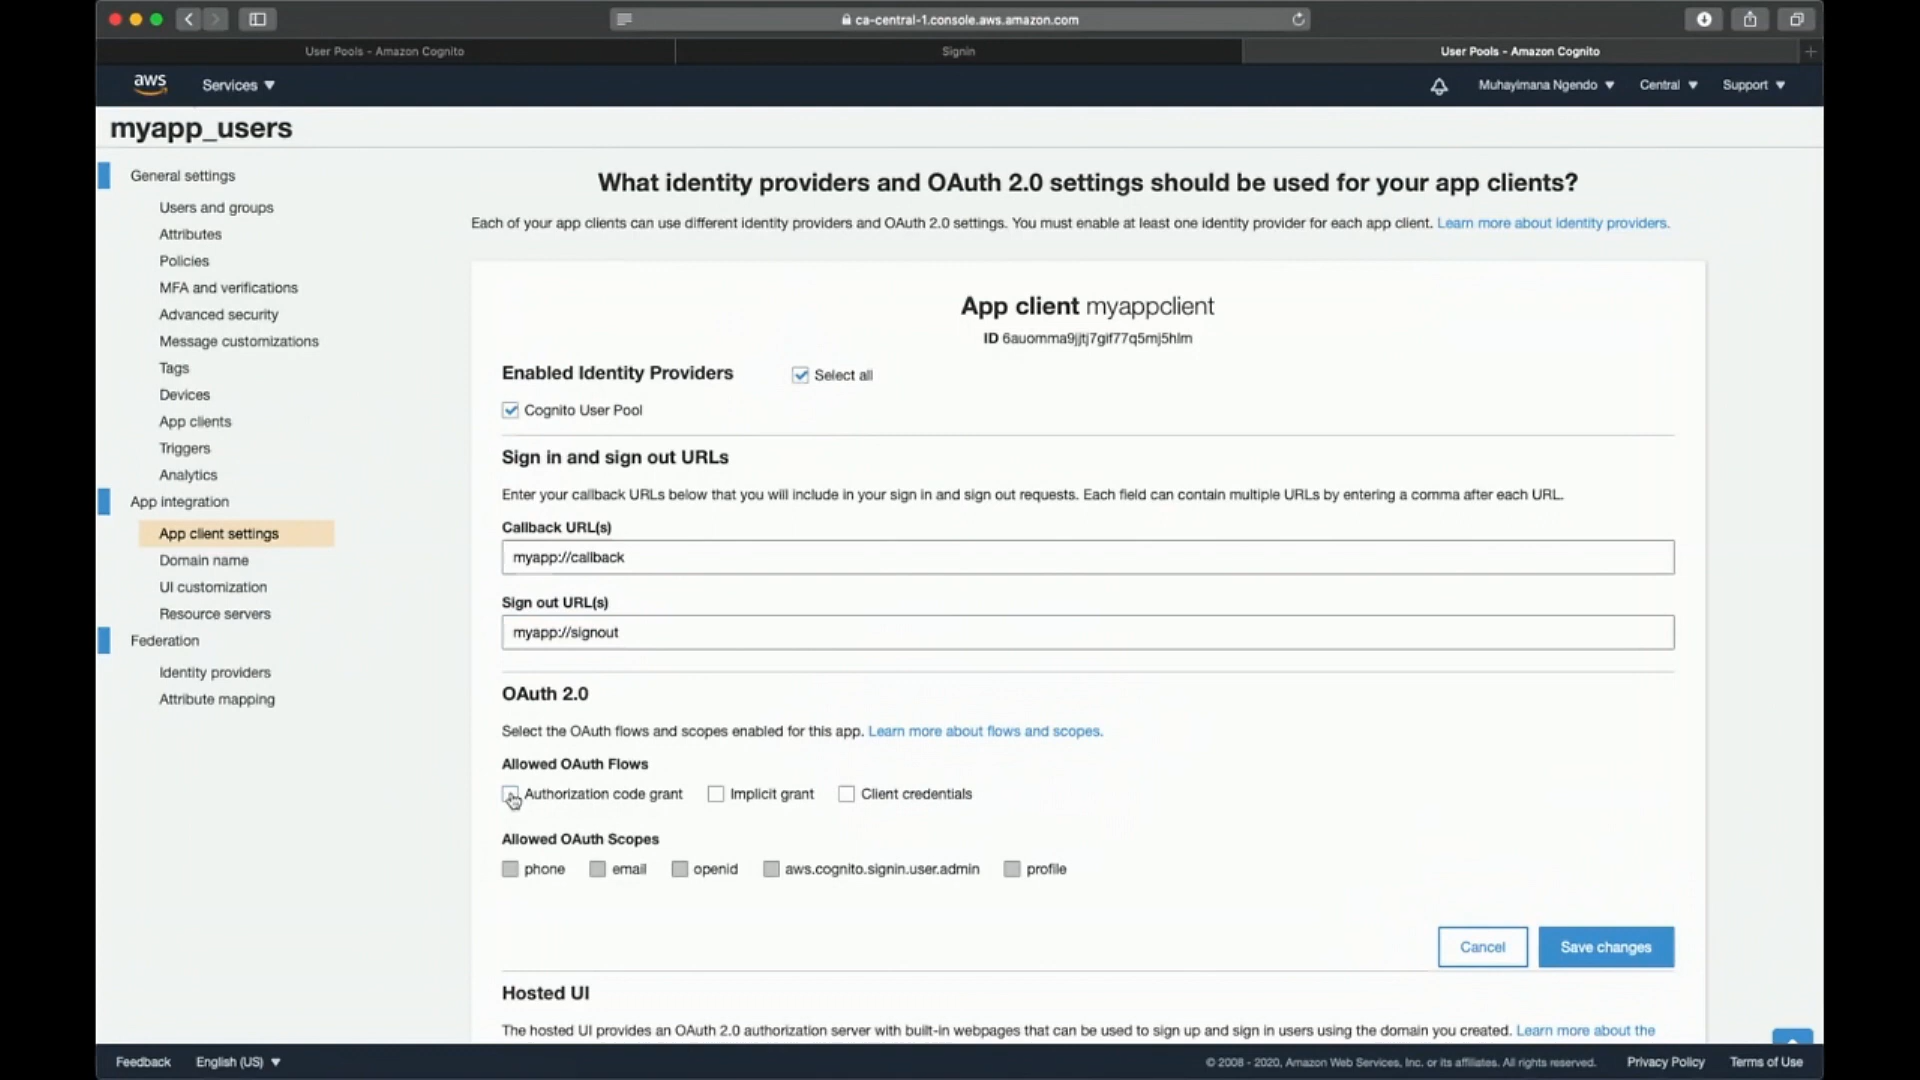 ca-central-1.console.aws.amazon.com
User Pools - Amazon Cognito
Signin
User Pools - Amazon Cognito
aws
Services
Muhayimana Ngendo
Central
Support
myapp_users
General settings
Users and groups
Attributes
Policies
MFA and verifications
Advanced security
Message customizations
Tags
Devices
App clients
Triggers
Analytics
App integration
App client settings
Domain name
UI customization
Resource servers
Federation
Identity providers
Attribute mapping
What identity providers and OAuth 2.0 settings should be used for your app clients?
Each of your app clients can use different identity providers and OAuth 2.0 settings. You must enable at least one identity provider for each app client. Learn more about identity providers.
App client myappclient
ID 6auomma9jjtj7gif77q5mj5hlm
Enabled Identity Providers
Select all
Cognito User Pool
Sign in and sign out URLs
Enter your callback URLs below that you will include in your sign in and sign out requests. Each field can contain multiple URLs by entering a comma after each URL.
Callback URL(s)
myapp://callback
Sign out URL(s)
myapp://signout
OAuth 2.0
Select the OAuth flows and scopes enabled for this app. Learn more about flows and scopes.
Allowed OAuth Flows
Authorization code grant
Implicit grant
Client credentials
Allowed OAuth Scopes
phone
email
openid
aws.cognito.signin.user.admin
profile
Cancel
Save changes
Hosted UI
The hosted UI provides an OAuth 2.0 authorization server with built-in webpages that can be used to sign up and sign in users using the domain you created. Learn more about the
Feedback
English (US)
© 2008 - 2020, Amazon Web Services, Inc. or its affiliates. All rights reserved.
Privacy Policy
Terms of Use